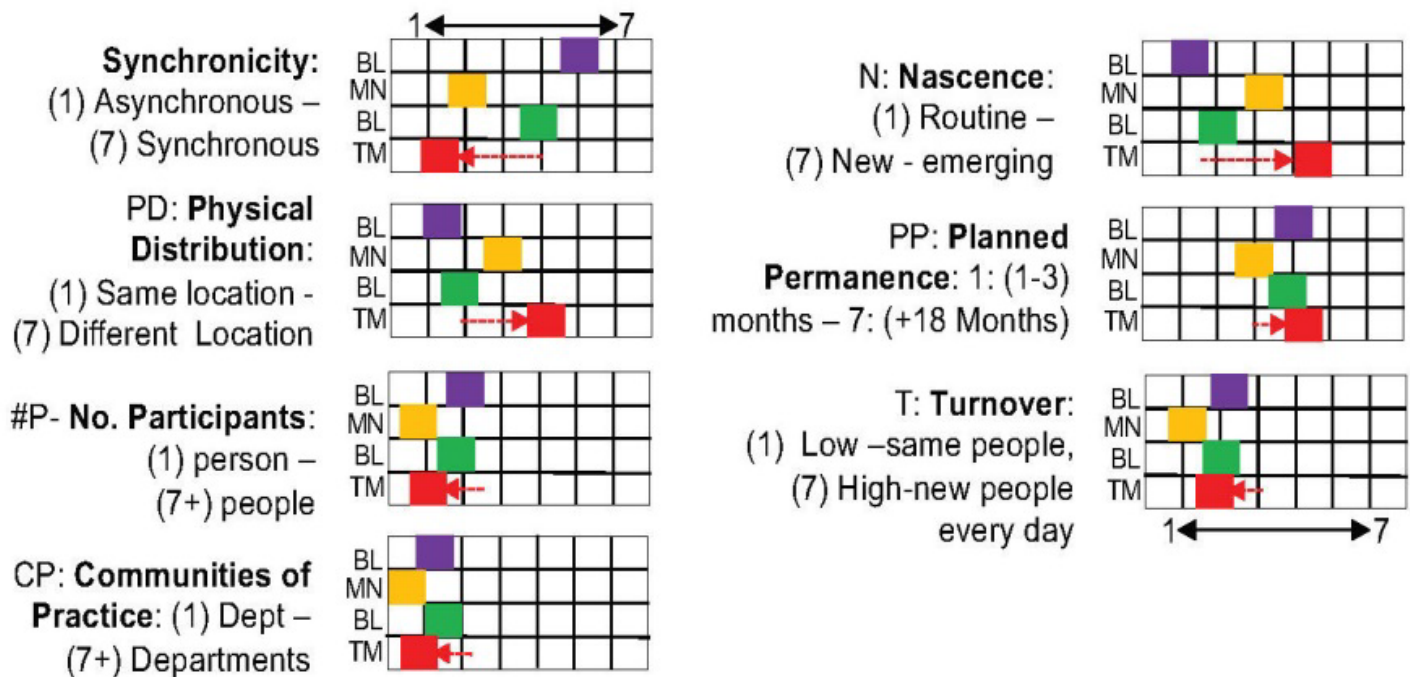 1 7
Synchronicity:
(1) Asynchronous –
(7) Synchronous
BL
MN
BL
TM
PD: Physical
Distribution:
(1) Same location -
(7) Different Location
BL
MN
BL
TM
#P- No. Participants:
(1) person –
(7+) people
BL
MN
BL
TM
CP: Communities of
Practice: (1) Dept –
(7+) Departments
BL
MN
BL
TM
N: Nascence:
(1) Routine –
(7) New - emerging
BL
MN
BL
TM
PP: Planned
Permanence: 1: (1-3)
months – 7: (+18 Months)
BL
MN
BL
TM
T: Turnover:
(1) Low –same people,
(7) High-new people
every day
BL
MN
BL
TM
1 7